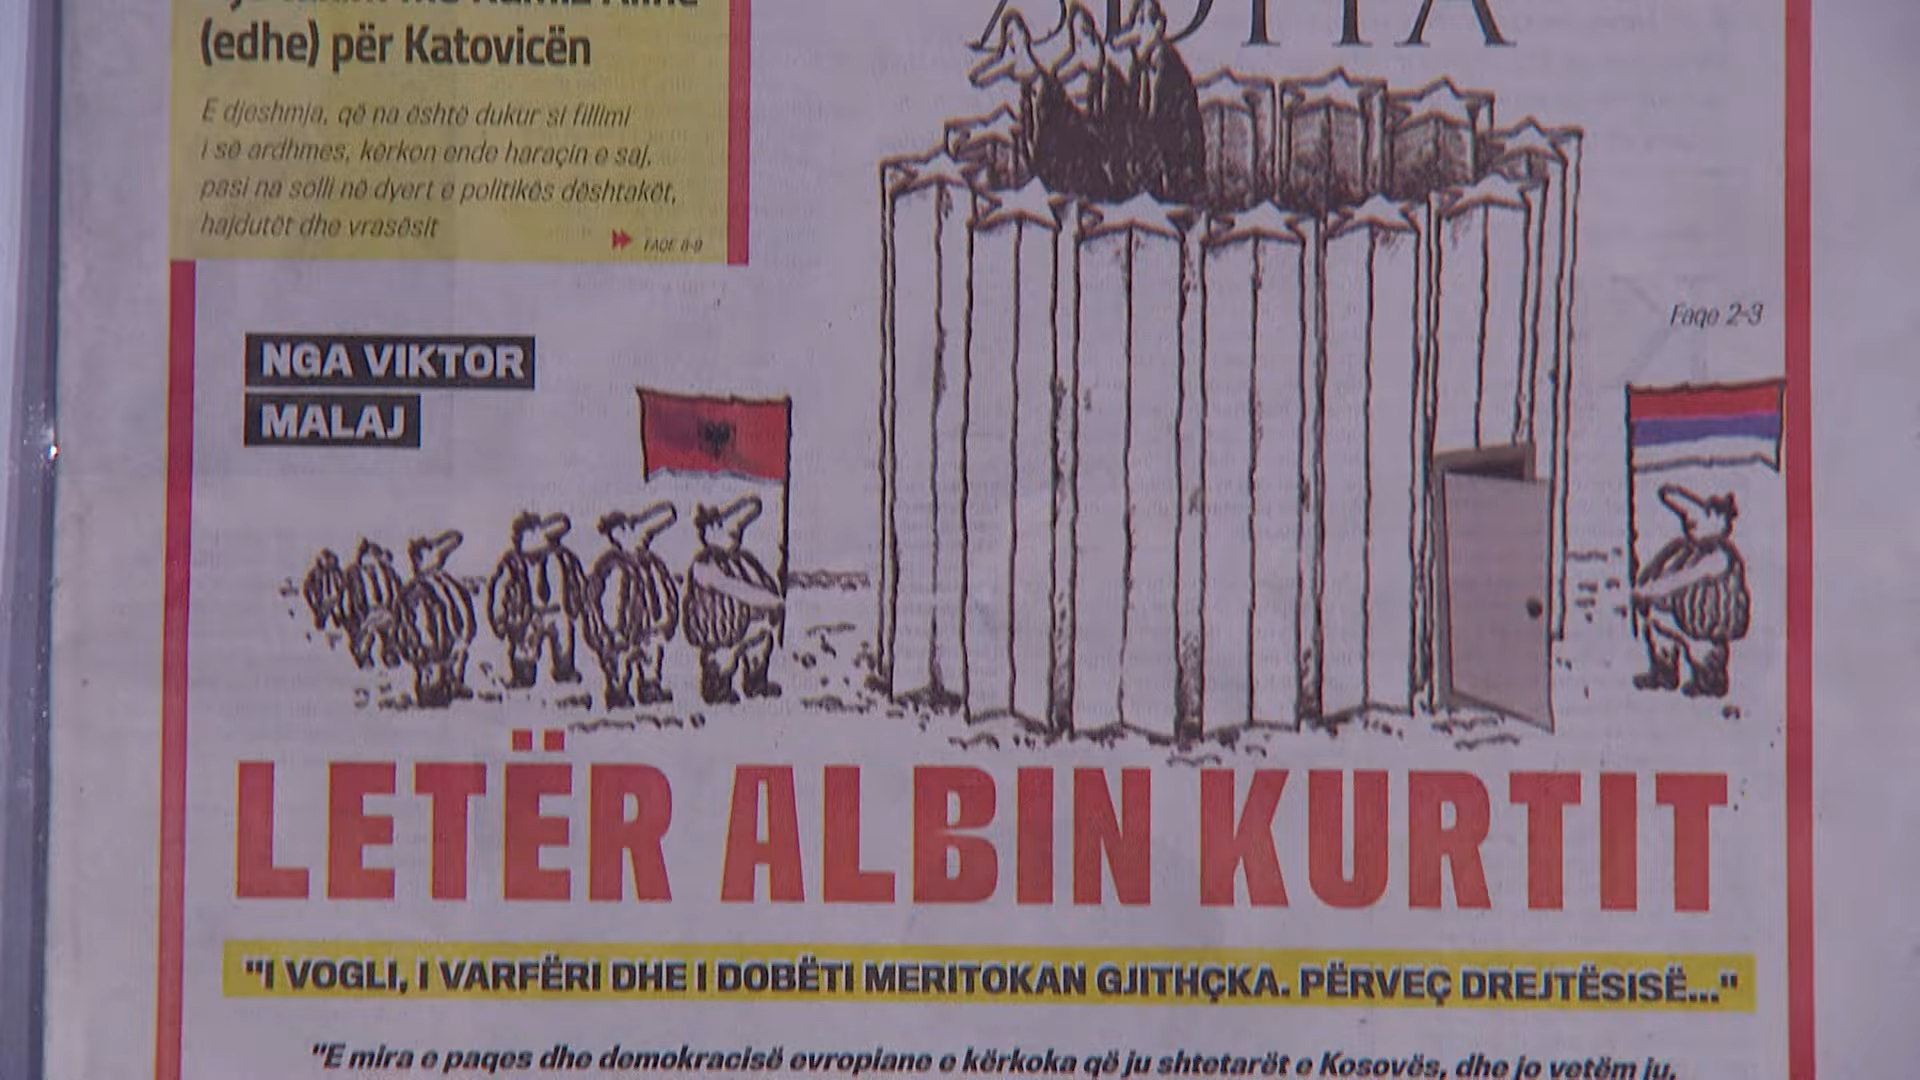 (edhe) për Katovicën
E djeshmja, që na është dukur si fillimi
i së ardhmes, kërkon ende haraçin e saj,
pasi na solli në dyert e politikës dështakët,
hajdutët dhe vrasësit
FAQE 8-9
Faqe 2-3
NGA VIKTOR
MALAJ
LETËR ALBIN KURTIT
"I VOGLI, I VARFËRI DHE I DOBËTI MERITOKAN GJITHÇKA. PËRVEÇ DREJTËSISË..."
"E mira e paqes dhe demokracisë evropiane e kërkoka që ju shtetarët e Kosovës, dhe jo vetëm ju,